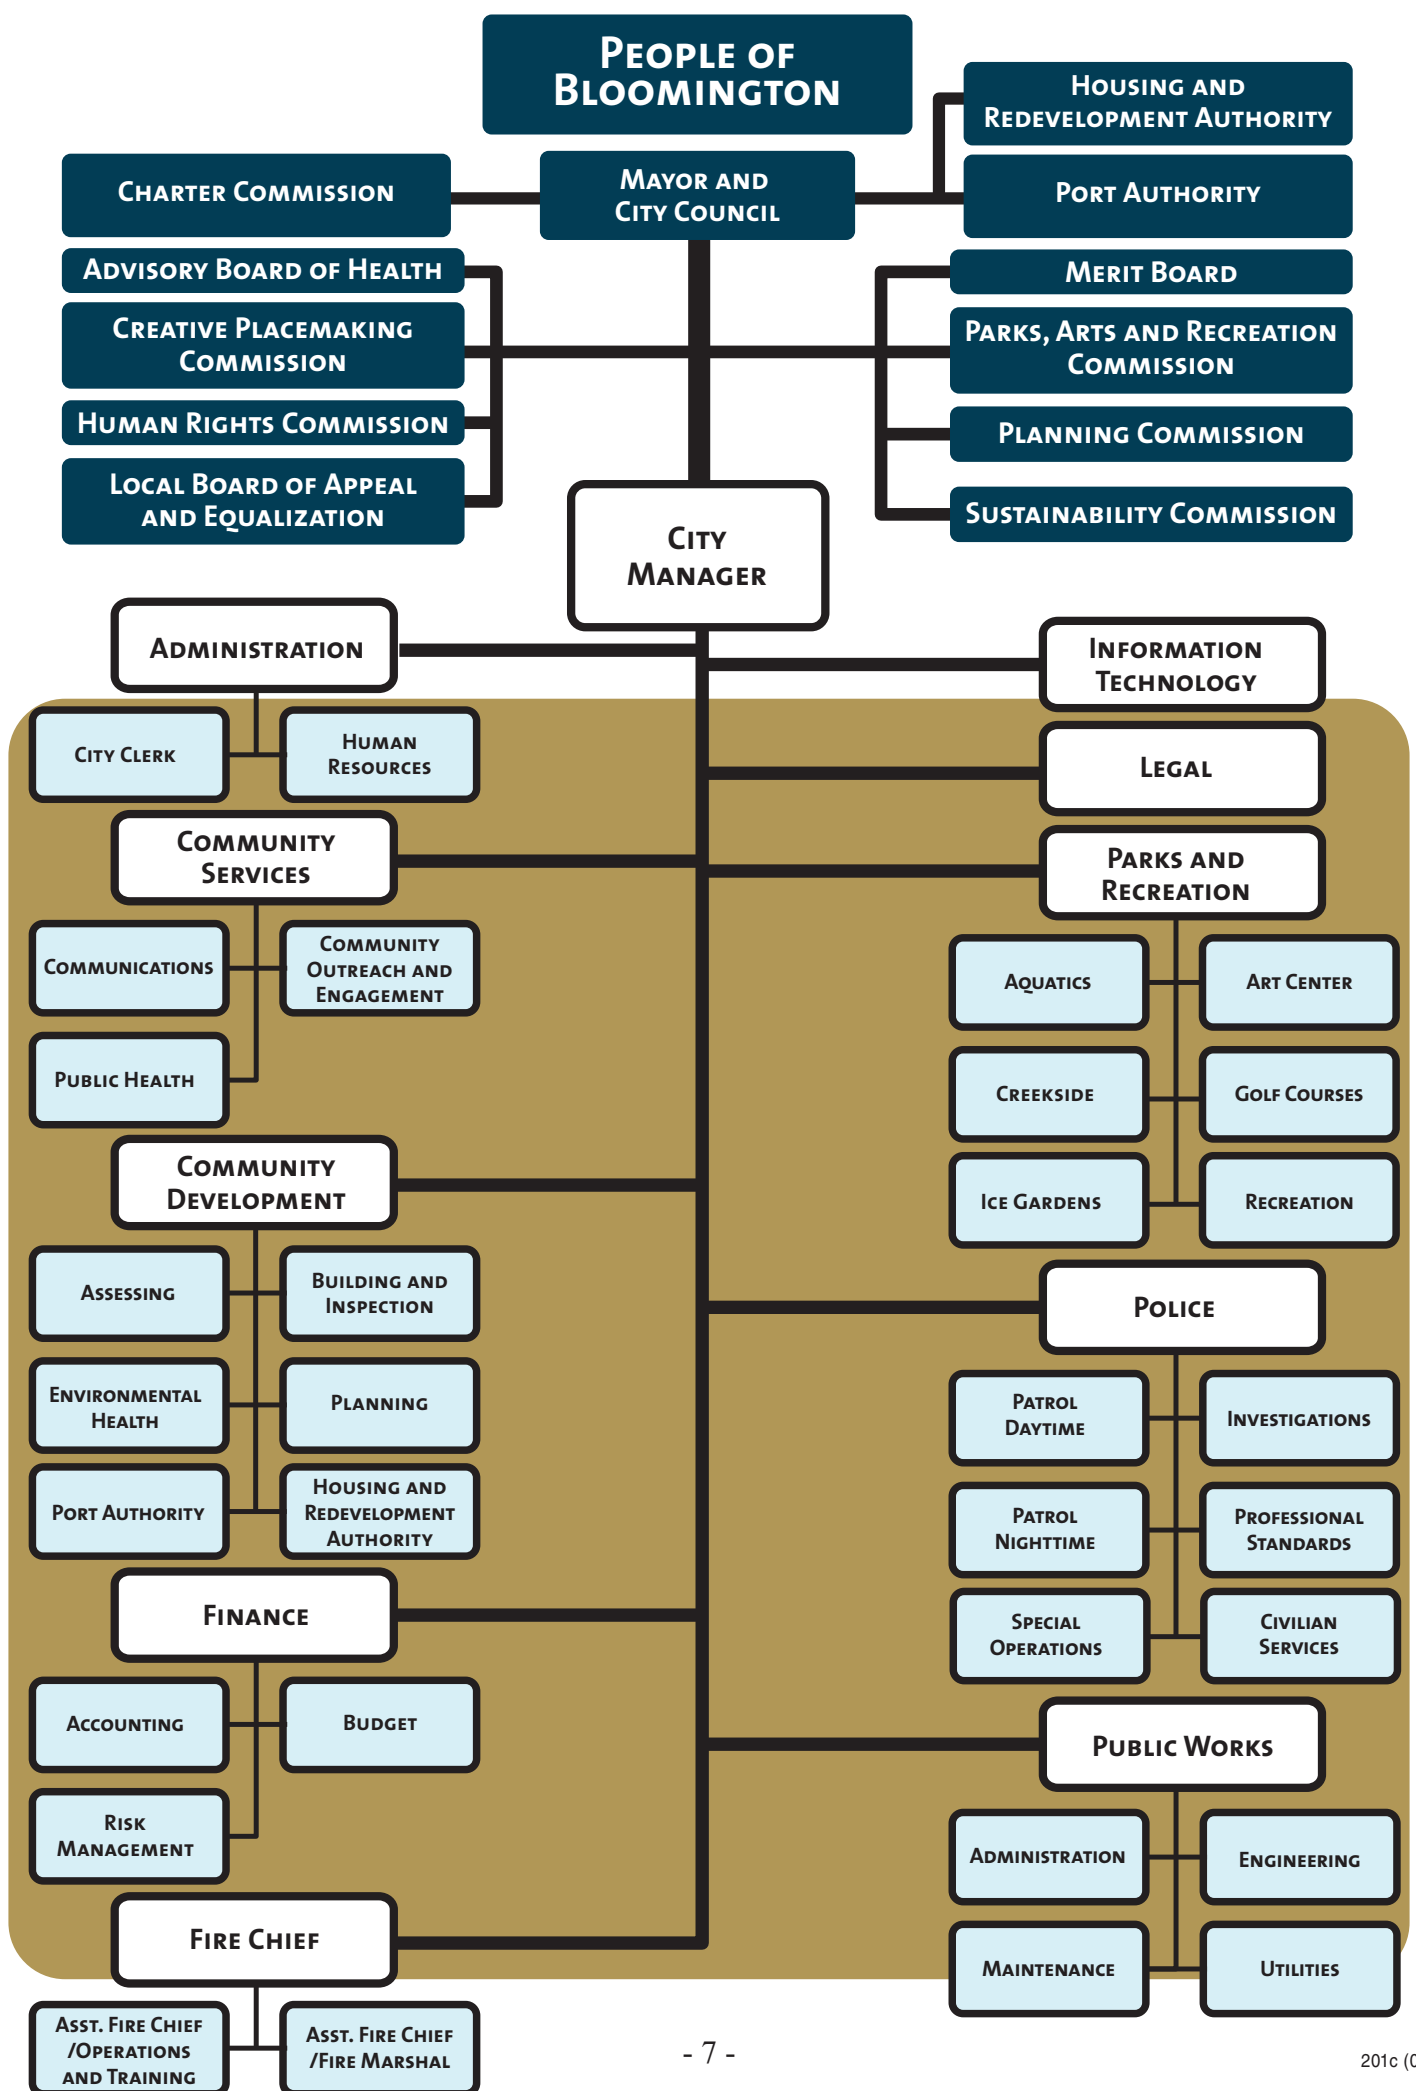 PEOPLE OF
BLOOMINGTON
HOUSING AND
REDEVELOPMENT AUTHORITY
CHARTER COMMISSION
MAYOR AND
CITY COUNCIL
PORT AUTHORITY
ADVISORY BOARD OF HEALTH
MERIT BOARD
CREATIVE PLACEMAKING
COMMISSION
PARKS, ARTS AND RECREATION
COMMISSION
HUMAN RIGHTS COMMISSION
PLANNING COMMISSION
LOCAL BOARD OF APPEAL
AND EQUALIZATION
SUSTAINABILITY COMMISSION
CITY
MANAGER
ADMINISTRATION
CITY CLERK
HUMAN
RESOURCES
COMMUNITY
SERVICES
COMMUNICATIONS
COMMUNITY
OUTREACH AND
ENGAGEMENT
PUBLIC HEALTH
COMMUNITY
DEVELOPMENT
ASSESSING
BUILDING AND
INSPECTION
ENVIRONMENTAL
HEALTH
PLANNING
PORT AUTHORITY
HOUSING AND
REDEVELOPMENT
AUTHORITY
FINANCE
ACCOUNTING
BUDGET
RISK
MANAGEMENT
FIRE CHIEF
ASST. FIRE CHIEF
/OPERATIONS
AND TRAINING
ASST. FIRE CHIEF
/FIRE MARSHAL
INFORMATION
TECHNOLOGY
LEGAL
PARKS AND
RECREATION
AQUATICS
ART CENTER
CREEKSIDE
GOLF COURSES
ICE GARDENS
RECREATION
POLICE
PATROL
DAYTIME
INVESTIGATIONS
PATROL
NIGHTTIME
PROFESSIONAL
STANDARDS
SPECIAL
OPERATIONS
CIVILIAN
SERVICES
PUBLIC WORKS
ADMINISTRATION
ENGINEERING
MAINTENANCE
UTILITIES
- 7 -
201c (0